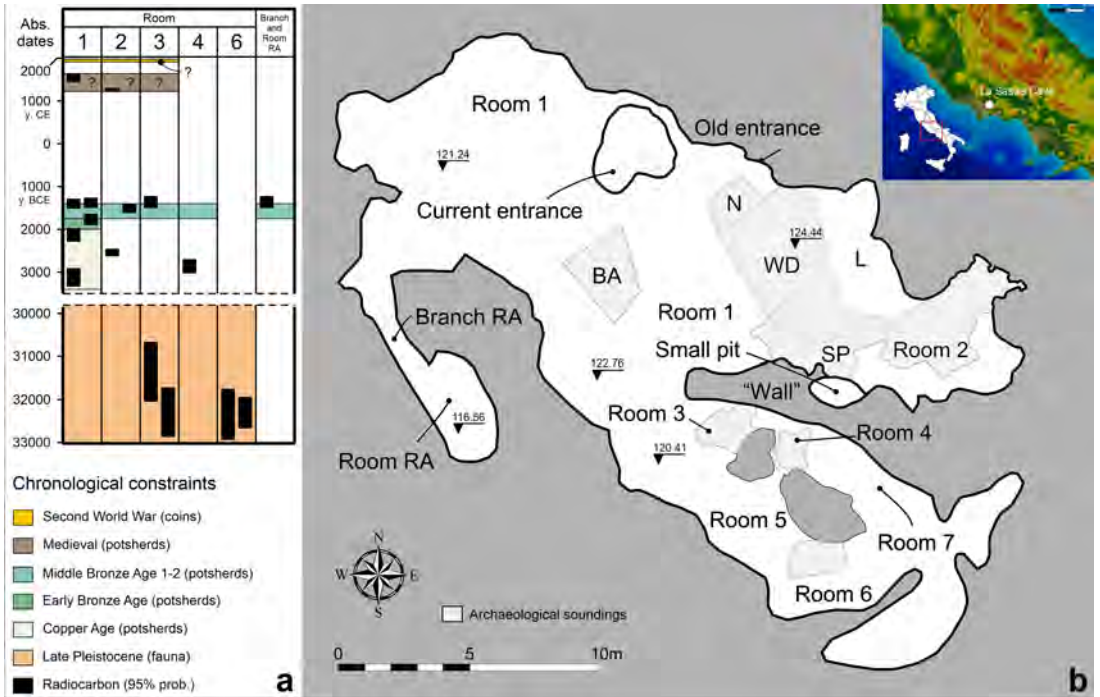 Abs.
dates
Room
Branch
and
Room
RA
1 2 3 4 6
2000
1000
y. CE
0
1000
y. BCE
2000
3000
30000
31000
32000
33000
?
? ? ?
Chronological constraints
Second World War (coins)
Medieval (potsherds)
Middle Bronze Age 1-2 (potsherds)
Early Bronze Age (potsherds)
Copper Age (potsherds)
Late Pleistocene (fauna)
Radiocarbon (95% prob.)
a
Room 1
121.24
Current entrance
Old entrance
N
124.44
WD
L
BA
Room 1
Branch RA
Small pit
SP
Room 2
122.76
"Wall"
Room 3
Room 4
Room RA
120.41
Room 5
Room 7
Room 6
N
W E
S
Archaeological soundings
0 5 10m
b